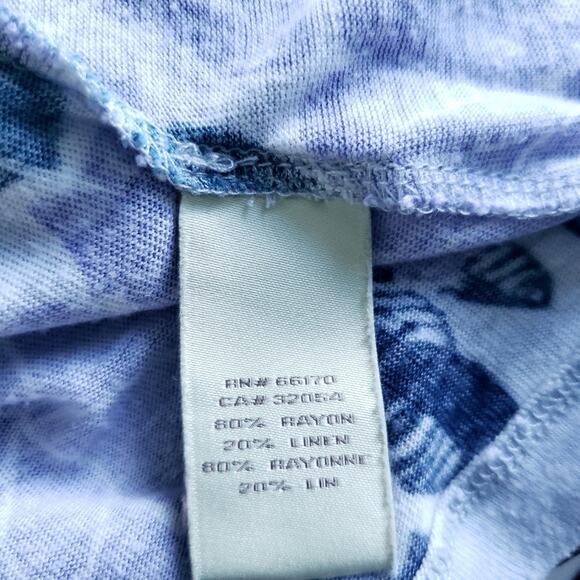 RN# 66170
CA# 32054
80% RAYON
20% LINEN
80% RAYONNE
20% LIN